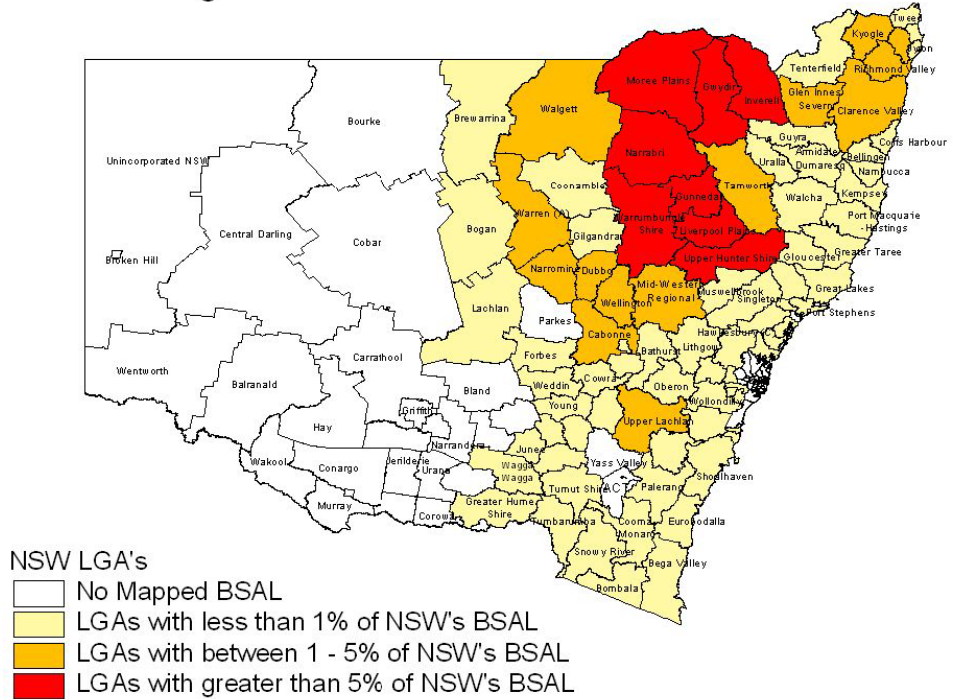 Tweed
Kyogle
Richmond Valley
Tenterfield
Moree Plains
Gwydir
Inverell
Glen Innes
Severn
Clarence Valley
Walgett
Brewarrina
Bourke
Guyra
Coffs Harbour
Armidale
Dumaresq
Bellingen
Nambucca
Uralla
Unincorporated NSW
Narrabri
Coonamble
Tamworth
Gunnedah
Walcha
Kempsey
Warren (A)
Warrumbungle
Shire
Port Macquarie
-Hastings
Bogan
Central Darling
Cobar
Gilgandra
Liverpool Plains
Upper Hunter Shire
Gloucester
Greater Taree
Broken Hill
Narromine
Dubbo
Mid-Western
Regional
Muswellbrook
Singleton
Great Lakes
Lachlan
Wellington
Port Stephens
Parkes
Cabonne
Hawkesbury (C)
Lithgow
Bathurst
Carrathool
Forbes
Wentworth
Balranald
Bland
Weddin
Cowra
Oberon
Wollondilly
Young
Griffith
Hay
Upper Lachlan
Narrandera
Junee
Yass Valley
Wakool
Conargo
Jerilderie
Urana
Wagga
Wagga
ACT
Palerang
Shoalhaven
Tumut Shire
Murray
Corowa
Greater Hume
Shire
Tumbarumba
Cooma
Monaro
Eurobodalla
Snowy River
Bega Valley
Bombala
NSW LGA's
No Mapped BSAL
LGAs with less than 1% of NSW's BSAL
LGAs with between 1 - 5% of NSW's BSAL
LGAs with greater than 5% of NSW's BSAL